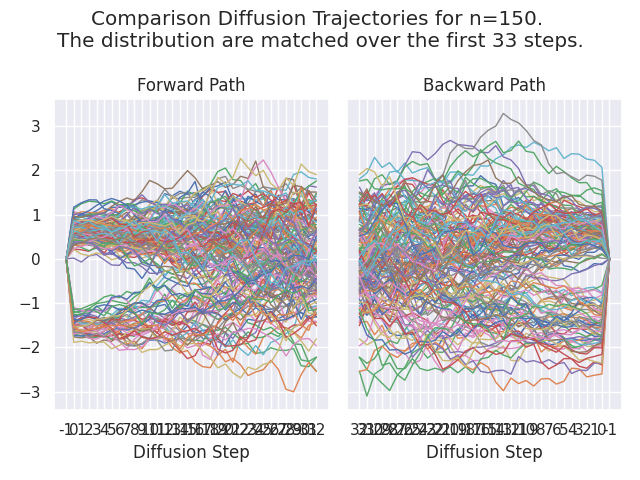 Comparison Diffusion Trajectories for n=150.
The distribution are matched over the first 33 steps.
Forward Path
Backward Path
3
2
1
0
−1
−2
−3
Diffusion Step
Diffusion Step